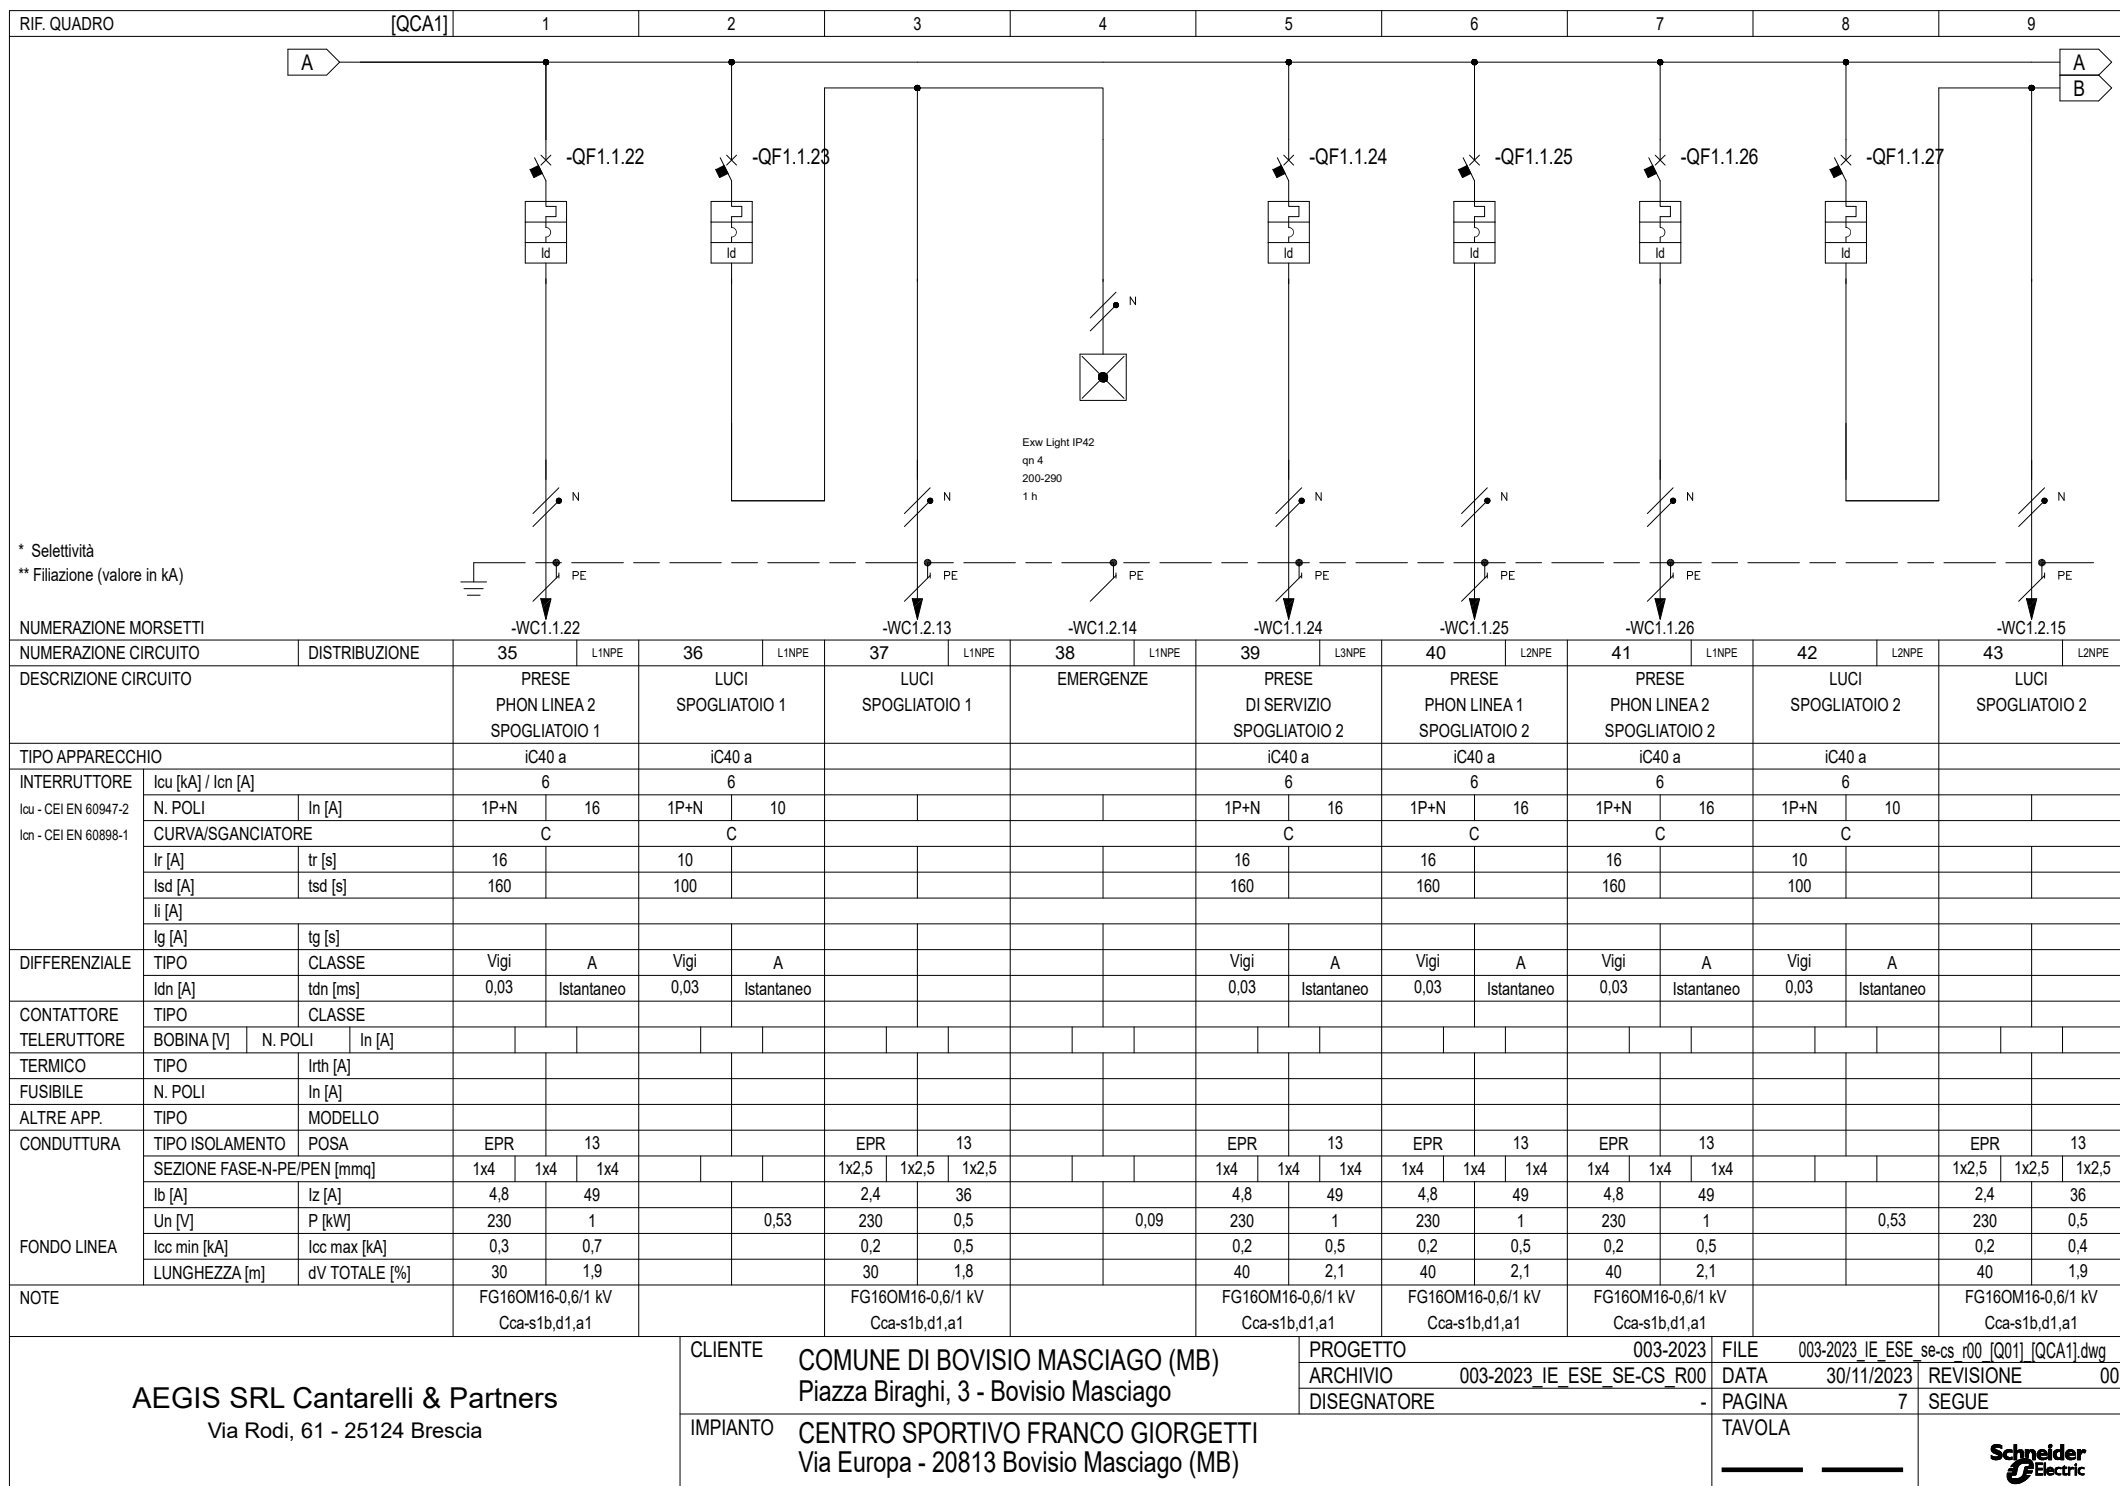 RIF. QUADRO [QCA1] 1 2 3 4 5 6 7 8 9
A A
B
-QF1.1.22 -QF1.1.23 -QF1.1.24 -QF1.1.25 -QF1.1.26 -QF1.1.27
Id Id Id Id Id Id
N
Exw Light IP42
qn 4
200-290
1 h
N N N N N N
* Selettività
** Filiazione (valore in kA)
PE PE PE PE PE PE PE
NUMERAZIONE MORSETTI -WC1.1.22 -WC1.2.13 -WC1.2.14 -WC1.1.24 -WC1.1.25 -WC1.1.26 -WC1.2.15
NUMERAZIONE CIRCUITO DISTRIBUZIONE 35 L1NPE 36 L1NPE 37 L1NPE 38 L1NPE 39 L3NPE 40 L2NPE 41 L1NPE 42 L2NPE 43 L2NPE
DESCRIZIONE CIRCUITO PRESE LUCI LUCI EMERGENZE PRESE PRESE PRESE LUCI LUCI
PHON LINEA 2 SPOGLIATOIO 1 SPOGLIATOIO 1 DI SERVIZIO PHON LINEA 1 PHON LINEA 2 SPOGLIATOIO 2 SPOGLIATOIO 2
SPOGLIATOIO 1 SPOGLIATOIO 2 SPOGLIATOIO 2 SPOGLIATOIO 2
TIPO APPARECCHIO iC40 a iC40 a iC40 a iC40 a iC40 a iC40 a
INTERRUTTORE Icu [kA] / Icn [A] 6 6 6 6 6 6
Icu - CEI EN 60947-2 N. POLI In [A] 1P+N 16 1P+N 10 1P+N 16 1P+N 16 1P+N 16 1P+N 10
Icn - CEI EN 60898-1 CURVA/SGANCIATORE C C C C C C
Ir [A] tr [s] 16 10 16 16 16 10
Isd [A] tsd [s] 160 100 160 160 160 100
Ii [A]
Ig [A] tg [s]
DIFFERENZIALE TIPO CLASSE Vigi A Vigi A Vigi A Vigi A Vigi A Vigi A
Idn [A] tdn [ms] 0,03 Istantaneo 0,03 Istantaneo 0,03 Istantaneo 0,03 Istantaneo 0,03 Istantaneo 0,03 Istantaneo
CONTATTORE TIPO CLASSE
TELERUTTORE BOBINA [V] N. POLI In [A]
TERMICO TIPO Irth [A]
FUSIBILE N. POLI In [A]
ALTRE APP. TIPO MODELLO
CONDUTTURA TIPO ISOLAMENTO POSA EPR 13 EPR 13 EPR 13 EPR 13 EPR 13 EPR 13
SEZIONE FASE-N-PE/PEN [mmq] 1x4 1x4 1x4 1x2,5 1x2,5 1x2,5 1x4 1x4 1x4 1x4 1x4 1x4 1x4 1x4 1x4 1x2,5 1x2,5 1x2,5
Ib [A] Iz [A] 4,8 49 2,4 36 4,8 49 4,8 49 4,8 49 2,4 36
Un [V] P [kW] 230 1 0,53 230 0,5 0,09 230 1 230 1 230 1 0,53 230 0,5
FONDO LINEA Icc min [kA] Icc max [kA] 0,3 0,7 0,2 0,5 0,2 0,5 0,2 0,5 0,2 0,5 0,2 0,4
LUNGHEZZA [m] dV TOTALE [%] 30 1,9 30 1,8 40 2,1 40 2,1 40 2,1 40 1,9
NOTE FG16OM16-0,6/1 kV FG16OM16-0,6/1 kV FG16OM16-0,6/1 kV FG16OM16-0,6/1 kV FG16OM16-0,6/1 kV FG16OM16-0,6/1 kV
Cca-s1b,d1,a1 Cca-s1b,d1,a1 Cca-s1b,d1,a1 Cca-s1b,d1,a1 Cca-s1b,d1,a1 Cca-s1b,d1,a1
AEGIS SRL Cantarelli & Partners
Via Rodi, 61 - 25124 Brescia
CLIENTE COMUNE DI BOVISIO MASCIAGO (MB)
Piazza Biraghi, 3 - Bovisio Masciago
IMPIANTO CENTRO SPORTIVO FRANCO GIORGETTI
Via Europa - 20813 Bovisio Masciago (MB)
PROGETTO 003-2023 FILE 003-2023_IE_ESE_se-cs_r00_[Q01]_[QCA1].dwg
ARCHIVIO 003-2023_IE_ESE_SE-CS_R00 DATA 30/11/2023 REVISIONE 00
DISEGNATORE - PAGINA 7 SEGUE
TAVOLA
Schneider
Electric